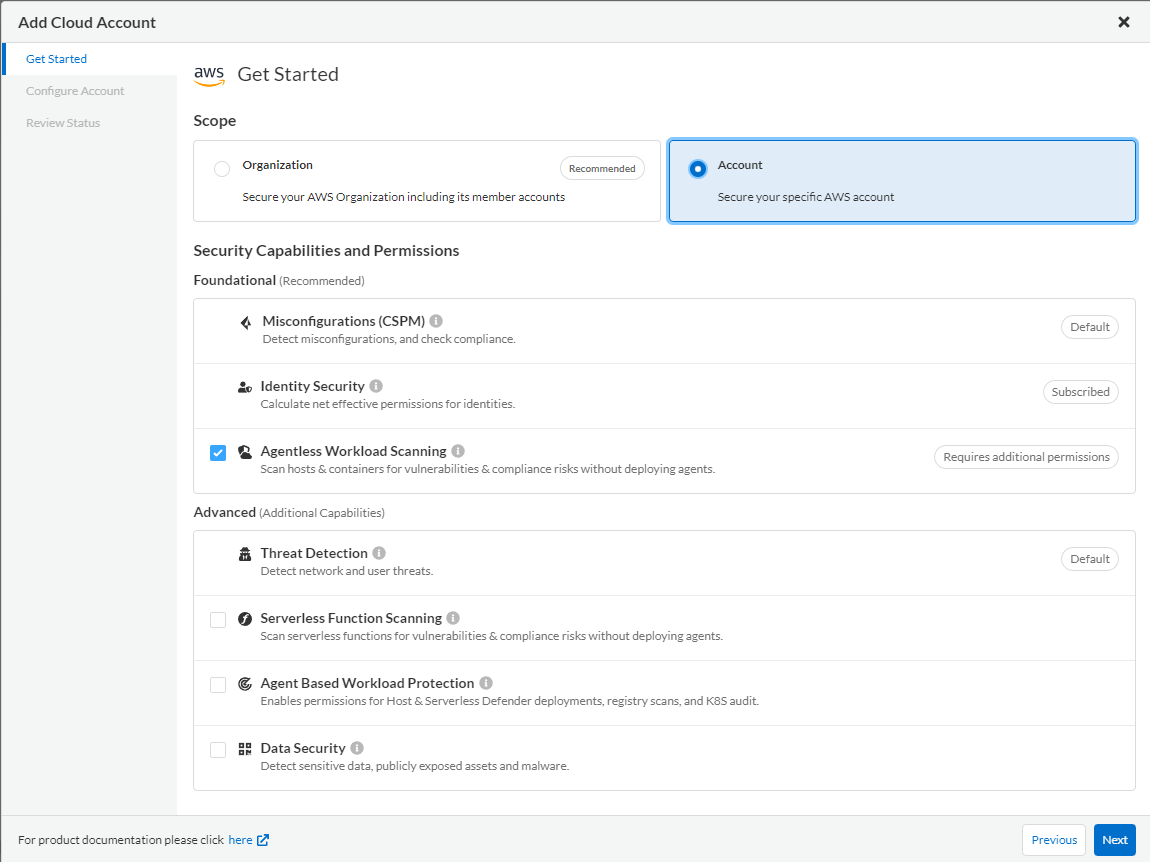 Add Cloud Account
Get Started
Configure Account
Review Status
aws Get Started
Scope
Organization
Recommended
Secure your AWS Organization including its member accounts
Account
Secure your specific AWS account
Security Capabilities and Permissions
Foundational (Recommended)
Misconfigurations (CSPM)
Detect misconfigurations, and check compliance.
Default
Identity Security
Calculate net effective permissions for identities.
Subscribed
Agentless Workload Scanning
Scan hosts & containers for vulnerabilities & compliance risks without deploying agents.
Requires additional permissions
Advanced (Additional Capabilities)
Threat Detection
Detect network and user threats.
Default
Serverless Function Scanning
Scan serverless functions for vulnerabilities & compliance risks without deploying agents.
Agent Based Workload Protection
Enables permissions for Host & Serverless Defender deployments, registry scans, and K8S audit.
Data Security
Detect sensitive data, publicly exposed assets and malware.
For product documentation please click here
Previous
Next